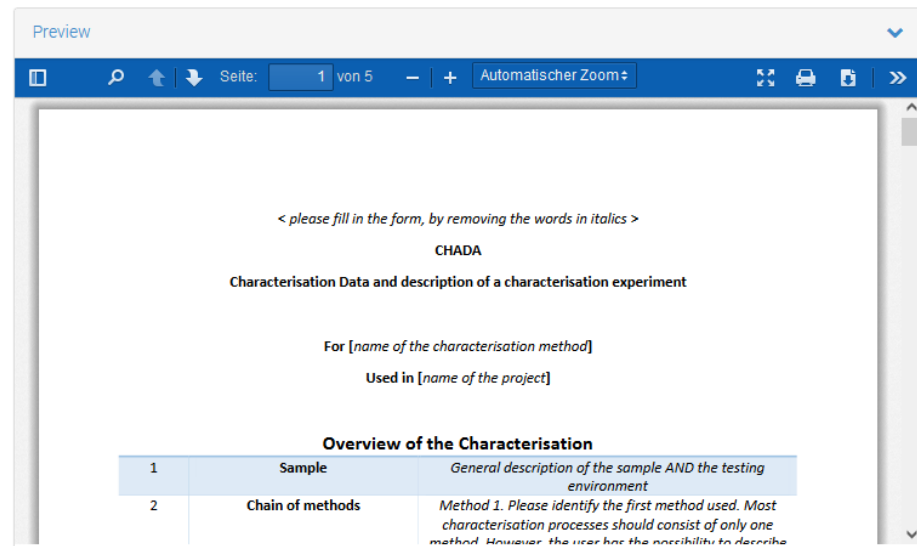 Preview
Seite: 1 von 5 Automatischer Zoom
< please fill in the form, by removing the words in italics >
CHADA
Characterisation Data and description of a characterisation experiment
For [name of the characterisation method]
Used in [name of the project]
Overview of the Characterisation
1 Sample General description of the sample AND the testing
environment
2 Chain of methods Method 1. Please identify the first method used. Most
characterisation processes should consist of only one
method. However, the user has the possibility to describe